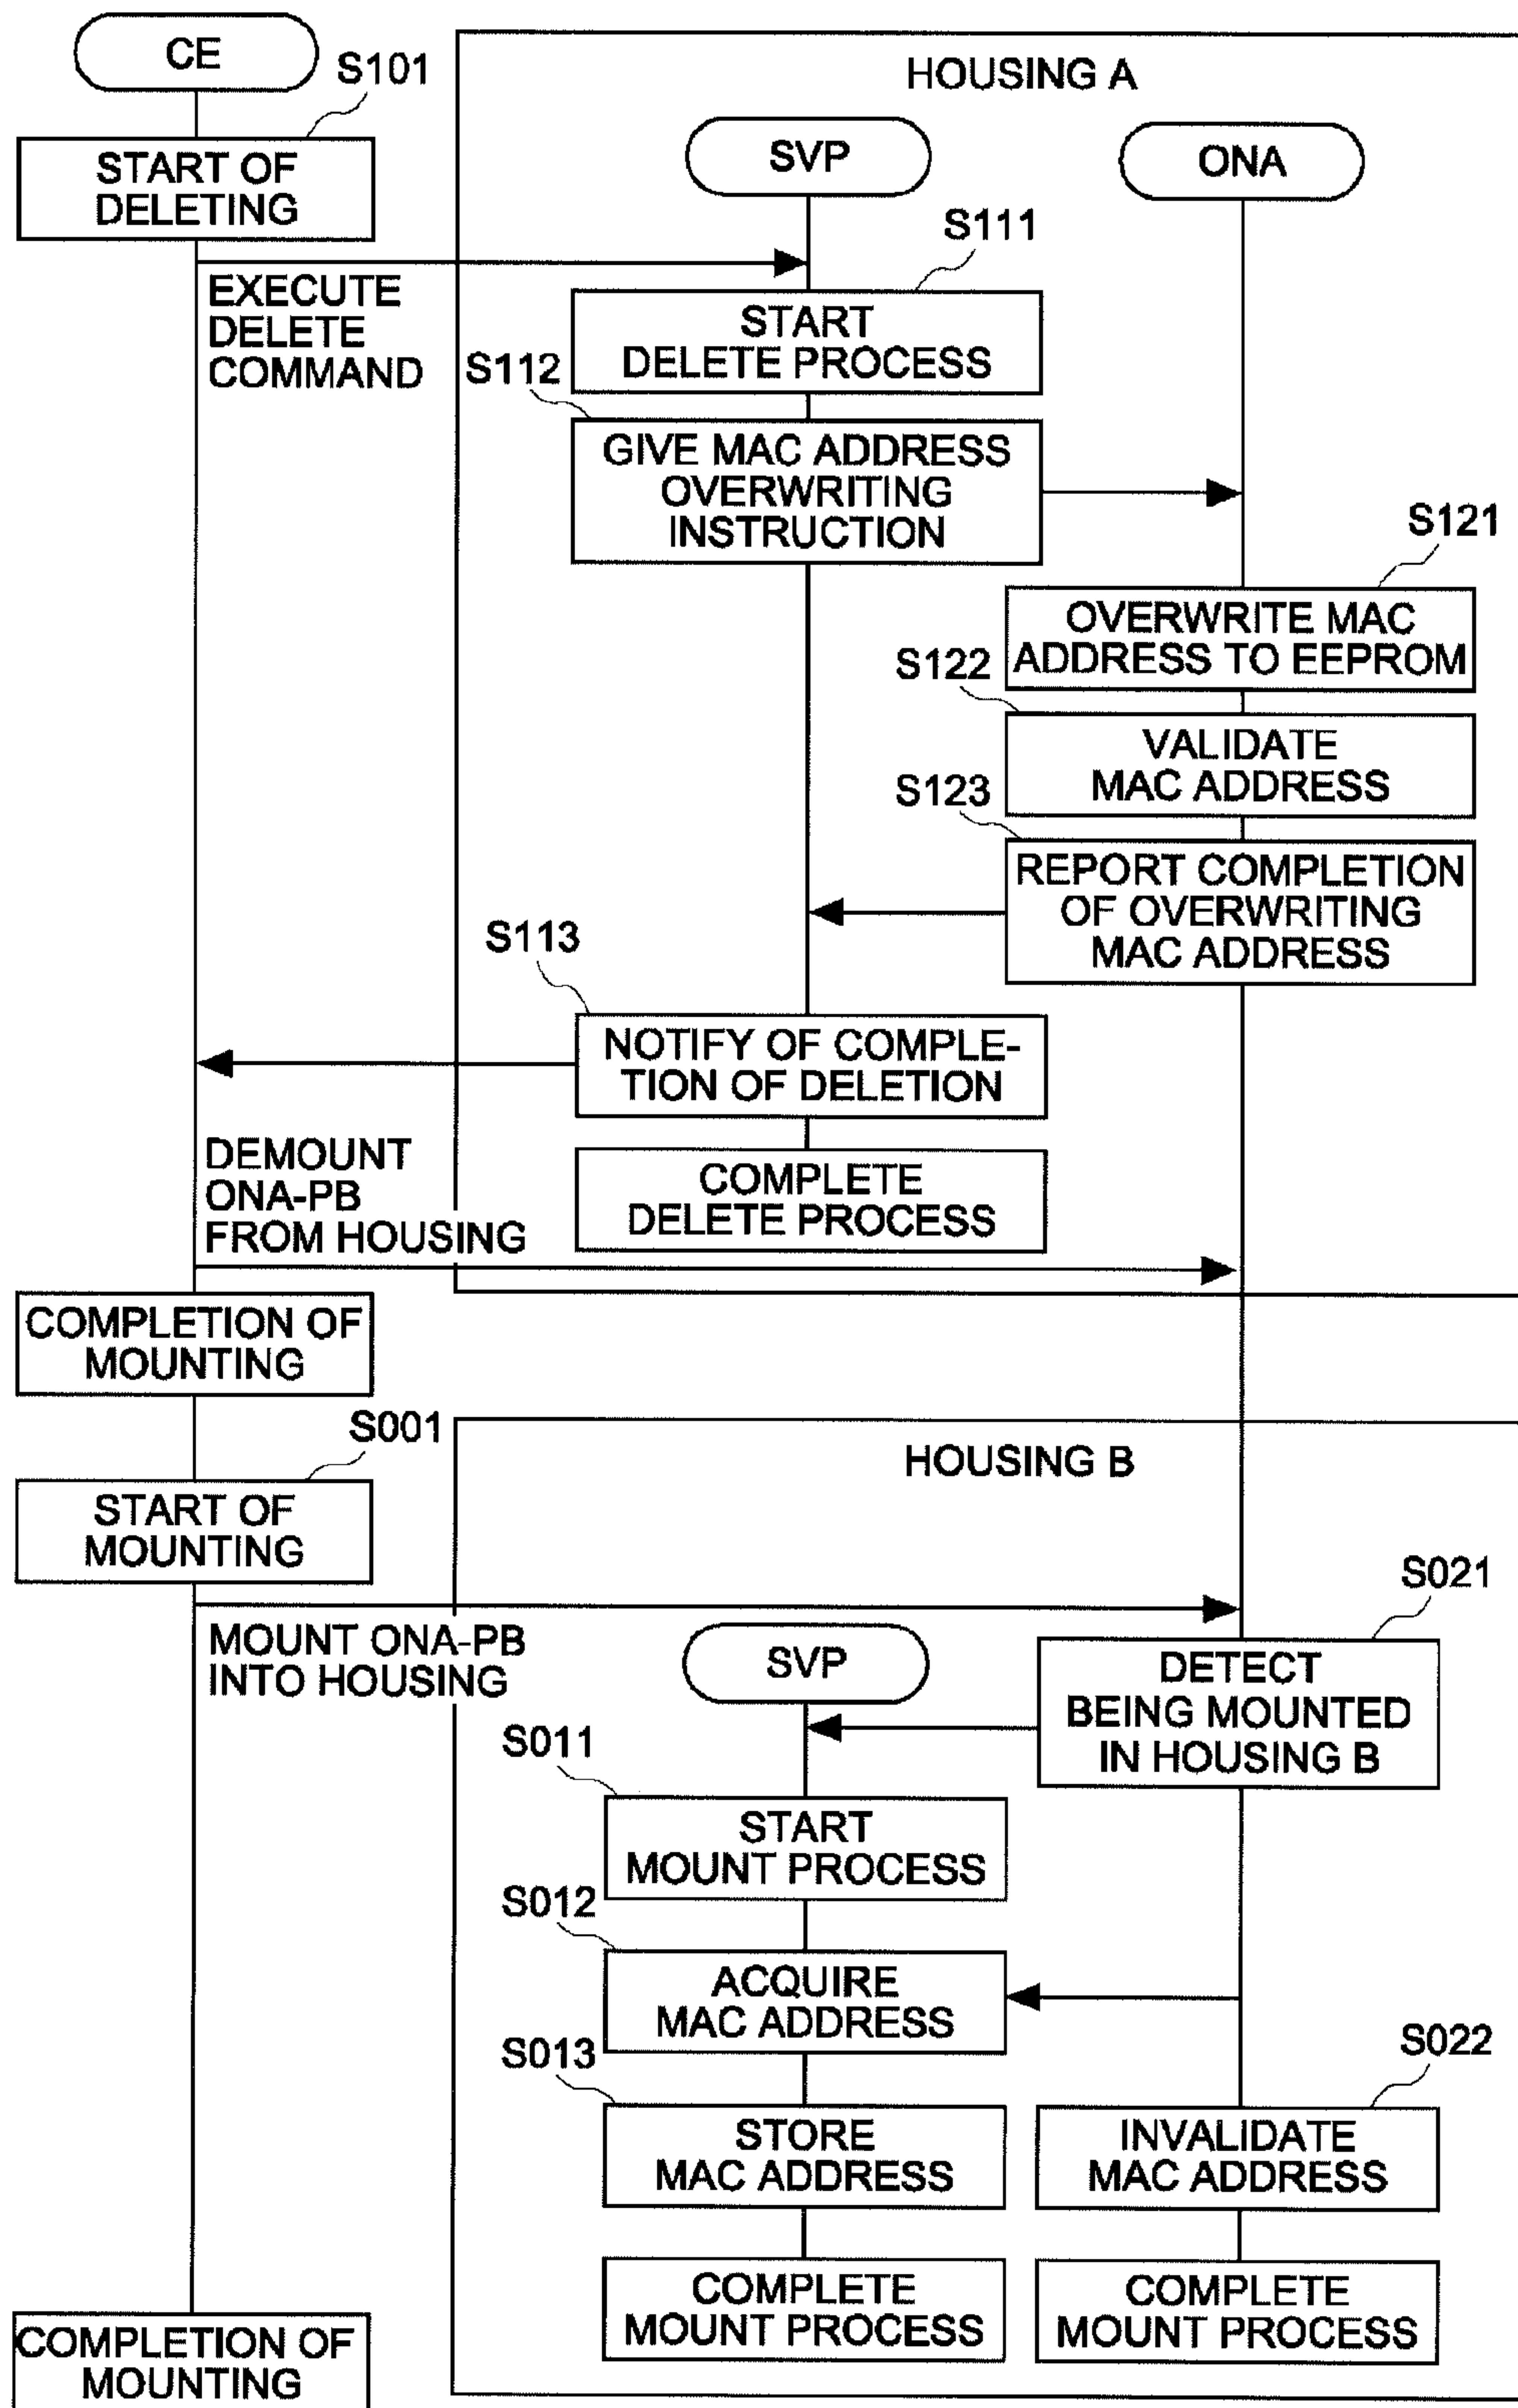 CE
S101
HOUSING A
START OF
DELETING
SVP
ONA
S111
EXECUTE
DELETE
COMMAND
START
DELETE PROCESS
S112
GIVE MAC ADDRESS
OVERWRITING
INSTRUCTION
S121
OVERWRITE MAC
ADDRESS TO EEPROM
S122
VALIDATE
MAC ADDRESS
S123
REPORT COMPLETION
OF OVERWRITING
MAC ADDRESS
S113
NOTIFY OF COMPLE-
TION OF DELETION
DEMOUNT
ONA-PB
FROM HOUSING
COMPLETE
DELETE PROCESS
COMPLETION OF
MOUNTING
S001
HOUSING B
START OF
MOUNTING
S021
MOUNT ONA-PB
INTO HOUSING
SVP
DETECT
BEING MOUNTED
IN HOUSING B
S011
START
MOUNT PROCESS
S012
ACQUIRE
MAC ADDRESS
S013
S022
STORE
MAC ADDRESS
INVALIDATE
MAC ADDRESS
COMPLETE
MOUNT PROCESS
COMPLETE
MOUNT PROCESS
COMPLETION OF
MOUNTING